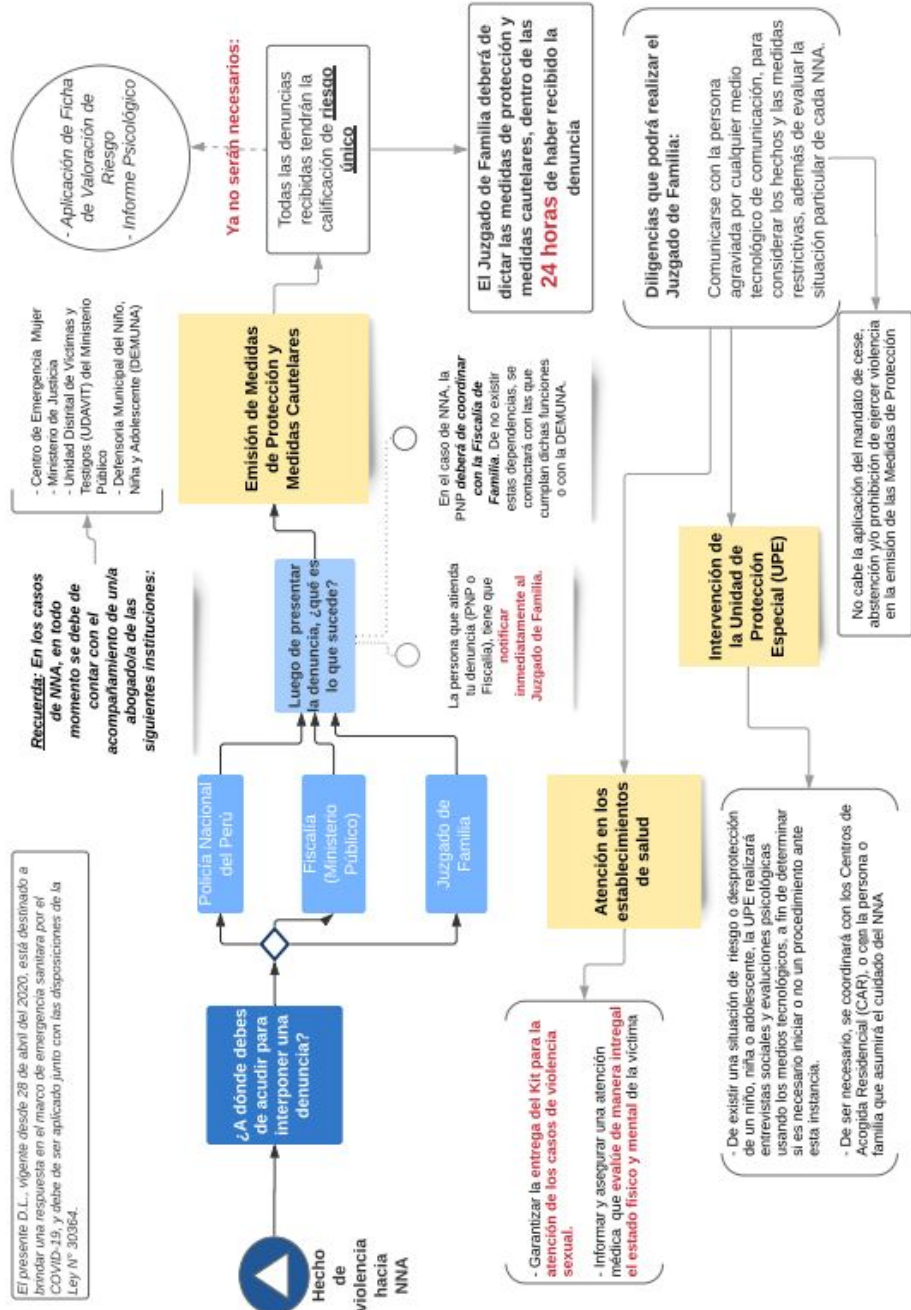 El presente D.L., vigente desde 28 de abril del 2020, está destinado a
brindar una respuesta en el marco de emergencia sanitara por el
COVID-19, y debe de ser aplicado junto con las disposiciones de la
Ley N° 30364.
Hecho
de
violencia
hacia
NNA
¿A dónde debes
de acudir para
interponer una
denuncia?
Policía Nacional
del Perú
Fiscalía
(Ministerio
Público)
Juzgado de
Familia
Recuerda: En los casos
de NNA, en todo
momento se debe de
contar con el
acompañamiento de un/a
abogado/a de las
siguientes instituciones:
- Centro de Emergencia Mujer
- Ministerio de Justicia
- Unidad Distrital de Víctimas y
Testigos (UDAVIT) del Ministerio
Público
- Defensoría Municipal del Niño,
Niña y Adolescente (DEMUNA)
Luego de presentar
la denuncia, ¿qué es
lo que sucede?
La persona que atienda
tu denuncia (PNP o
Fiscalía), tiene que
notificar
inmediatamente al
Juzgado de Familia.
En el caso de NNA, la
PNP deberá de coordinar
con la Fiscalía de
Familia. De no existir
estas dependencias, se
contactará con las que
cumplan dichas funciones
o con la DEMUNA.
Emisión de Medidas
de Protección y
Medidas Cautelares
- Aplicación de Ficha
de Valoración de
Riesgo
- Informe Psicológico
Ya no serán necesarios:
Todas las denuncias
recibidas tendrán la
calificación de riesgo
único
El Juzgado de Familia deberá de
dictar las medidas de protección y
medidas cautelares, dentro de las
24 horas de haber recibido la
denuncia
Diligencias que podrá realizar el
Juzgado de Familia:
Comunicarse con la persona
agraviada por cualquier medio
tecnológico de comunicación, para
considerar los hechos y las medidas
restrictivas, además de evaluar la
situación particular de cada NNA.
No cabe la aplicación del mandato de cese,
abstención y/o prohibición de ejercer violencia
en la emisión de las Medidas de Protección
Atención en los
establecimientos
de salud
- Garantizar la entrega del Kit para la
atención de los casos de violencia
sexual.
- Informar y asegurar una atención
médica que evalúe de manera intregal
el estado físico y mental de la víctima
Intervención de
la Unidad de
Protección
Especial (UPE)
- De existir una situación de riesgo o desprotección
de un niño, niña o adolescente, la UPE realizará
entrevistas sociales y evaluaciones psicológicas
usando los medios tecnológicos, a fin de determinar
si es necesario iniciar o no un procedimiento ante
esta instancia.
- De ser necesario, se coordinará con los Centros de
Acogida Residencial (CAR), o con la persona o
familia que asumirá el cuidado del NNA